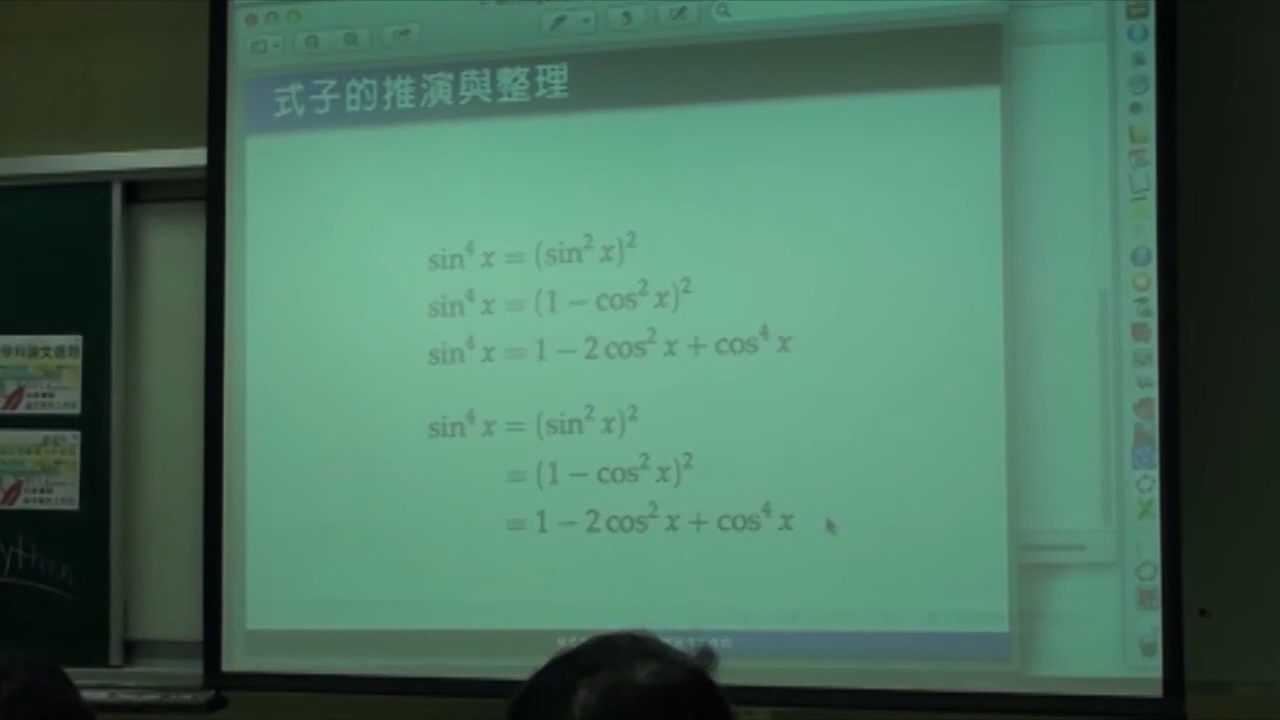 式子的推演與整理
sin⁴ x = (sin² x)²
sin⁴ x = (1 − cos² x)²
sin⁴ x = 1 − 2 cos² x + cos⁴ x
sin⁴ x = (sin² x)²
= (1 − cos² x)²
= 1 − 2 cos² x + cos⁴ x